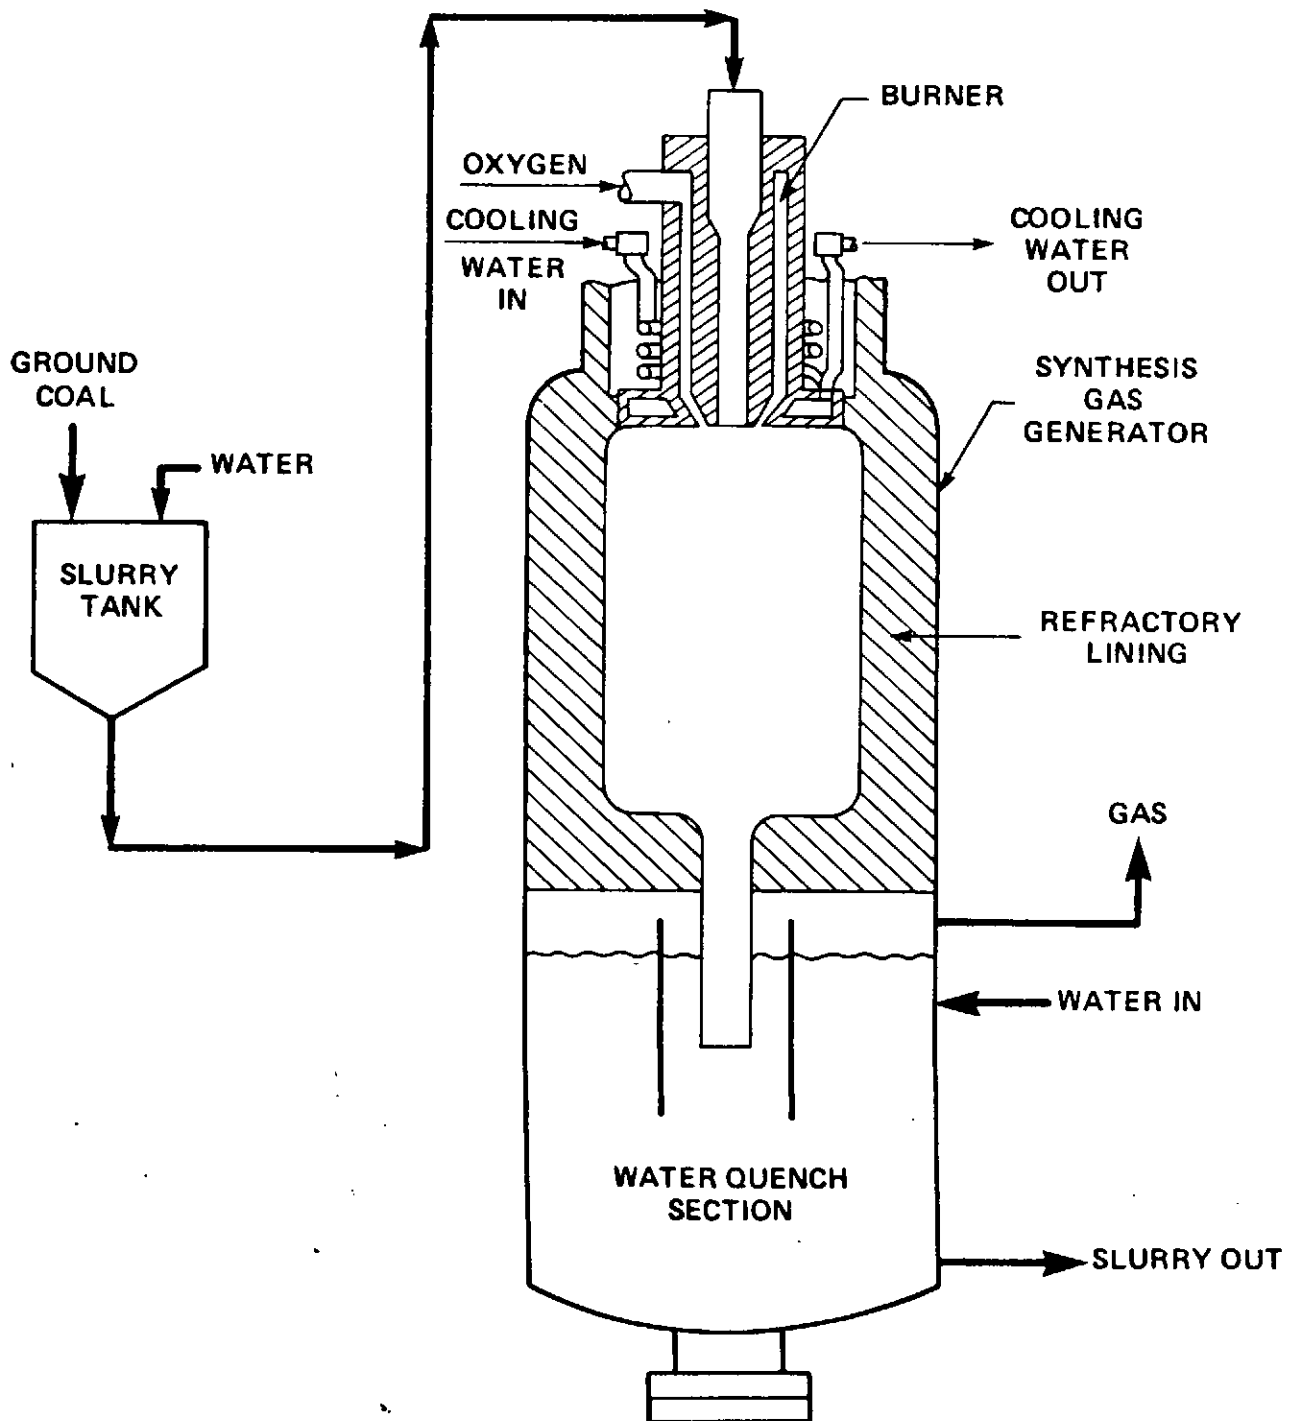 BURNER
OXYGEN
COOLING
WATER
IN
COOLING
WATER
OUT
GROUND
COAL
WATER
SYNTHESIS
GAS
GENERATOR
SLURRY
TANK
REFRACTORY
LINING
GAS
WATER IN
WATER QUENCH
SECTION
SLURRY OUT